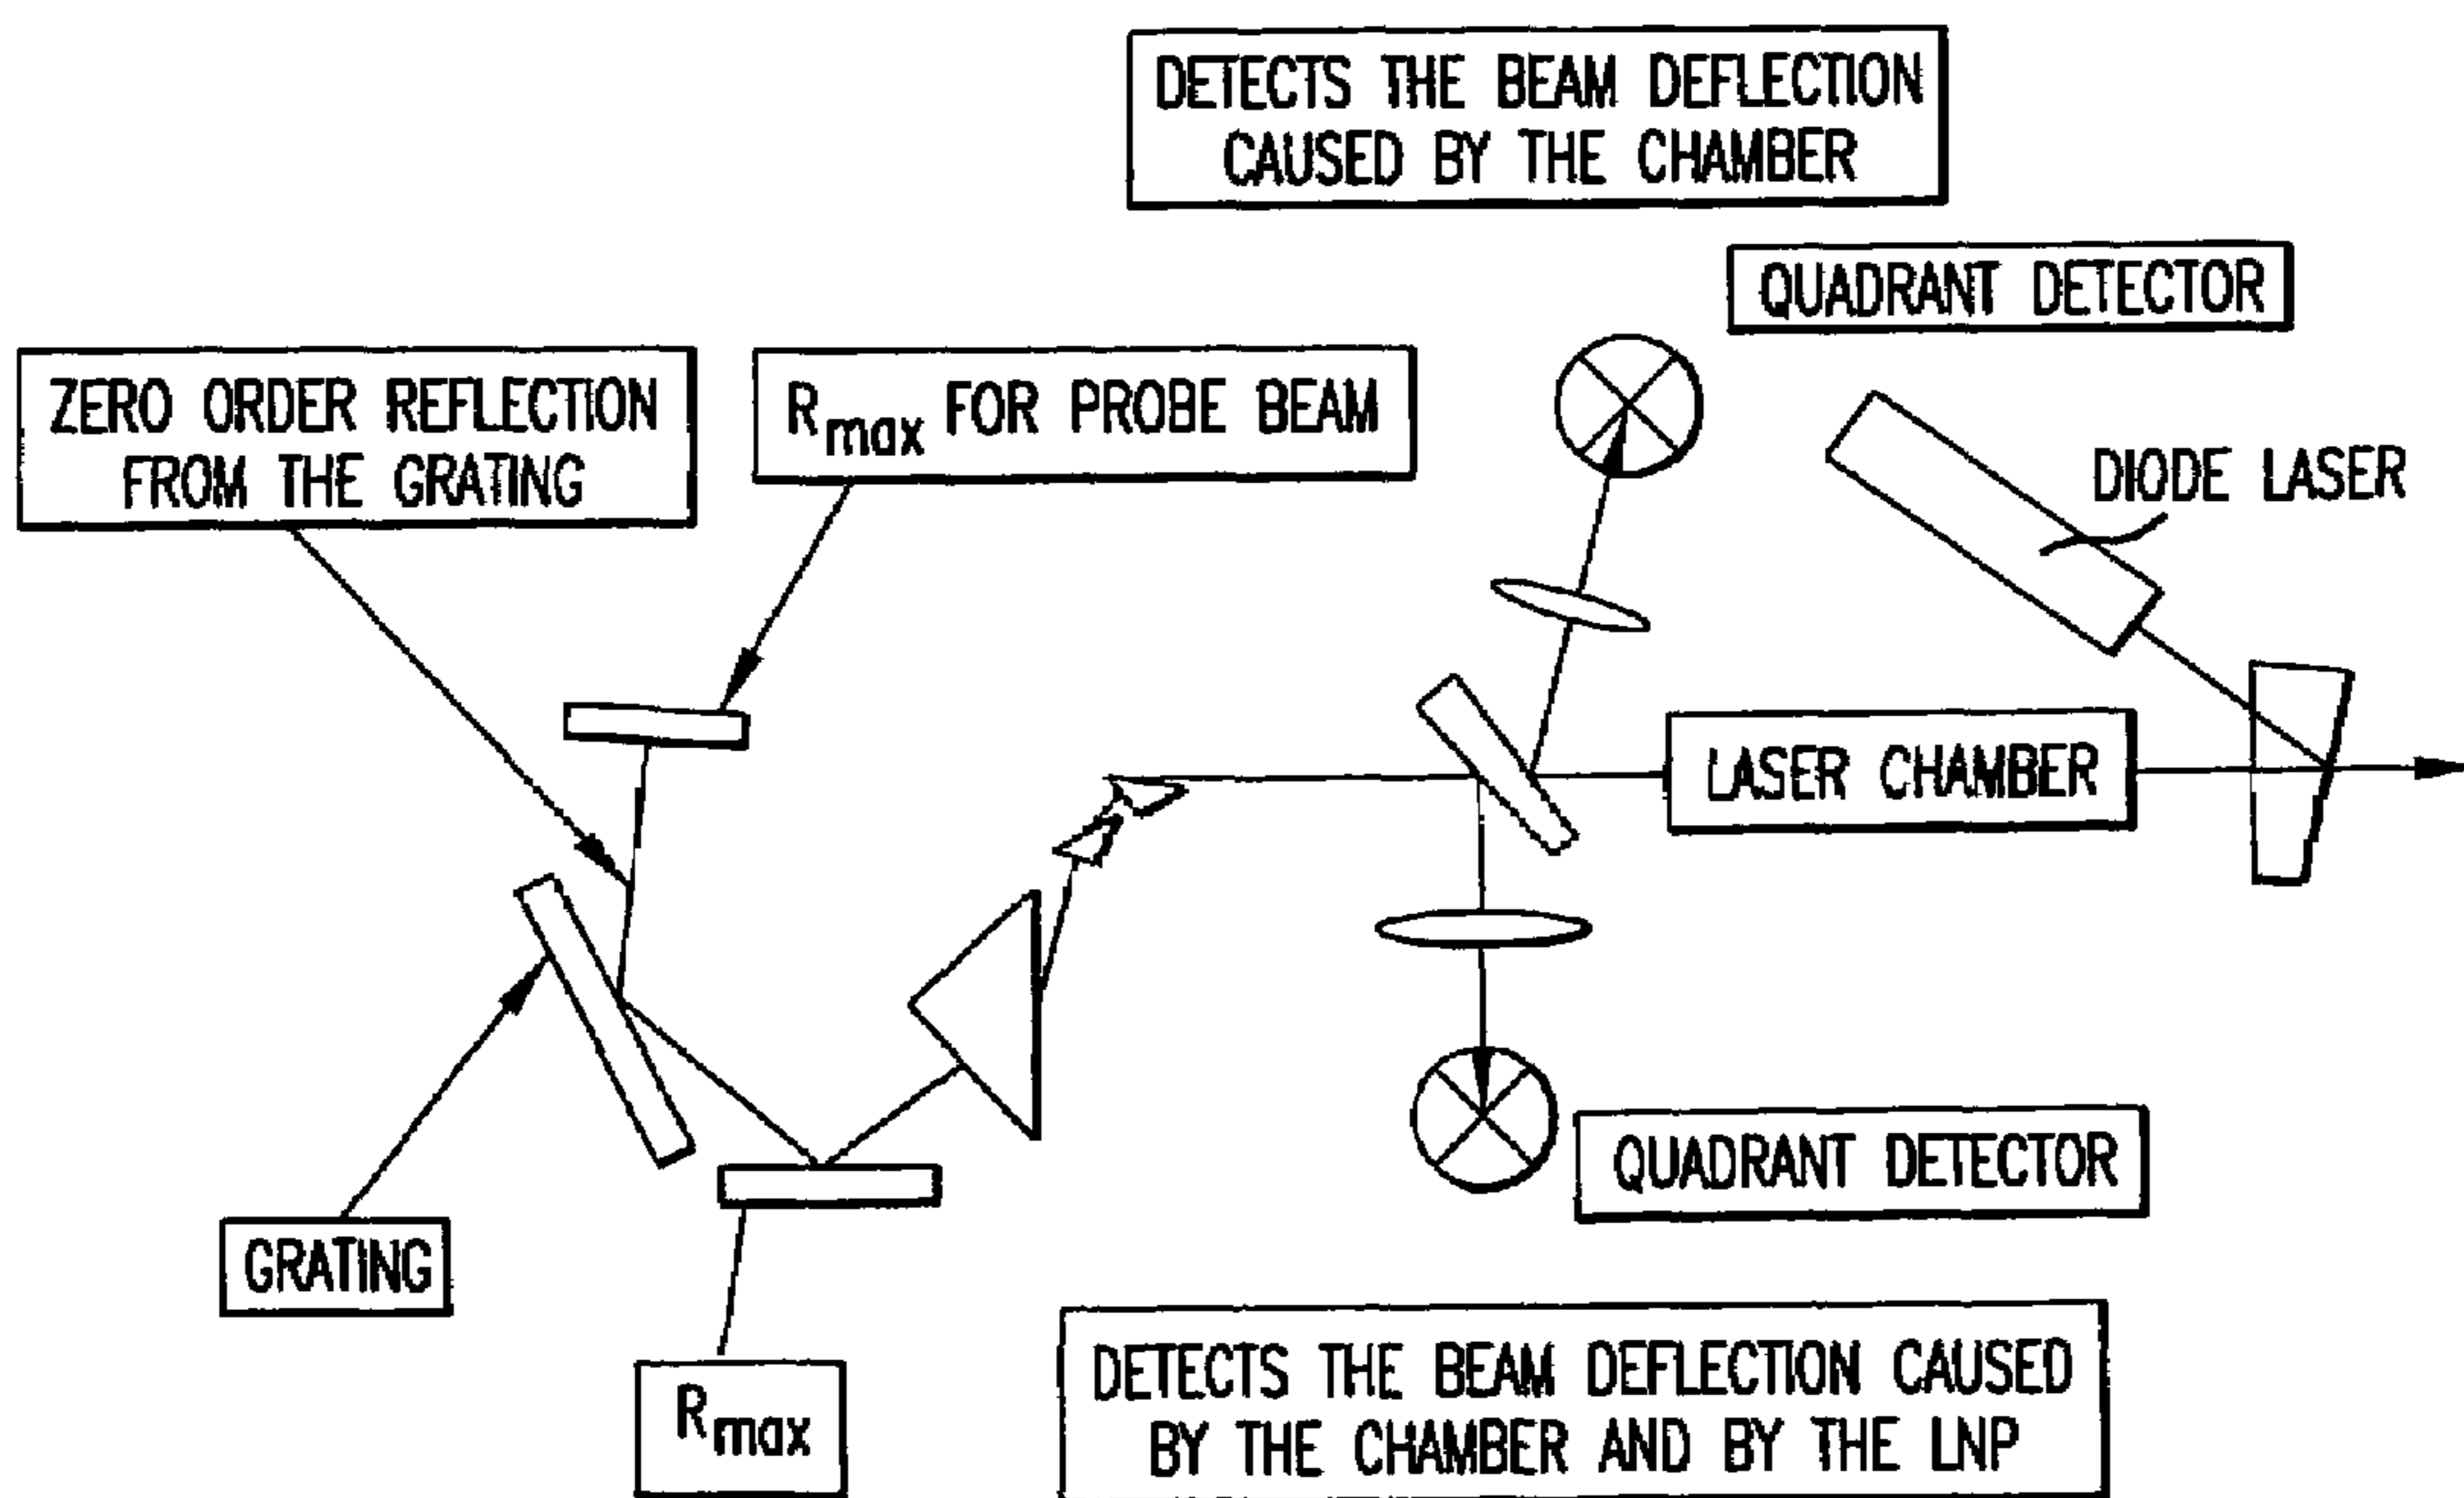 DETECTS THE BEAM DEFLECTION
CAUSED BY THE CHAMBER
QUADRANT DETECTOR
ZERO ORDER REFLECTION
FROM THE GRATING
Rmax FOR PROBE BEAM
DIODE LASER
LASER CHAMBER
QUADRANT DETECTOR
GRATING
Rmax
DETECTS THE BEAM DEFLECTION CAUSED
BY THE CHAMBER AND BY THE LNP